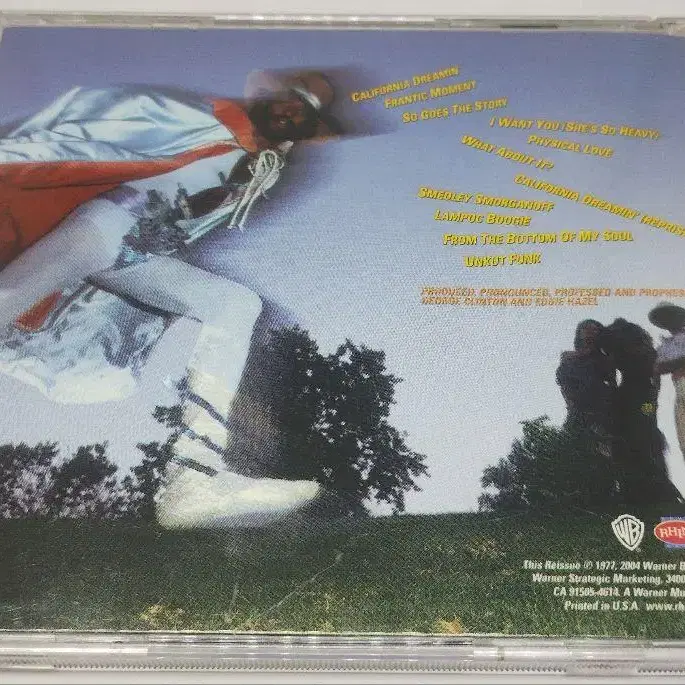 CALIFORNIA DREAMIN
FRANTIC MOMENT
SO GOES THE STORY
I WANT YOU (SHE'S SO HEAVY)
PHYSICAL LOVE
WHAT ABOUT IT?
CALIFORNIA DREAMIN' (REPRIS
SMEDLEY SMORGANOFF
LAMPOC BOOGIE
FROM THE BOTTOM OF MY SOUL
UNKUT FUNK
PRODUCED, PRONOUNCED, PROFESSED AND PROPHES
GEORGE CLINTON AND EDDIE HAZEL
WB
RHI
This Reissue Ⓟ 1977, 2004 Warner B
Warner Strategic Marketing, 3400
CA 91505-4614. A Warner Mu
Printed in U.S.A. www.rh